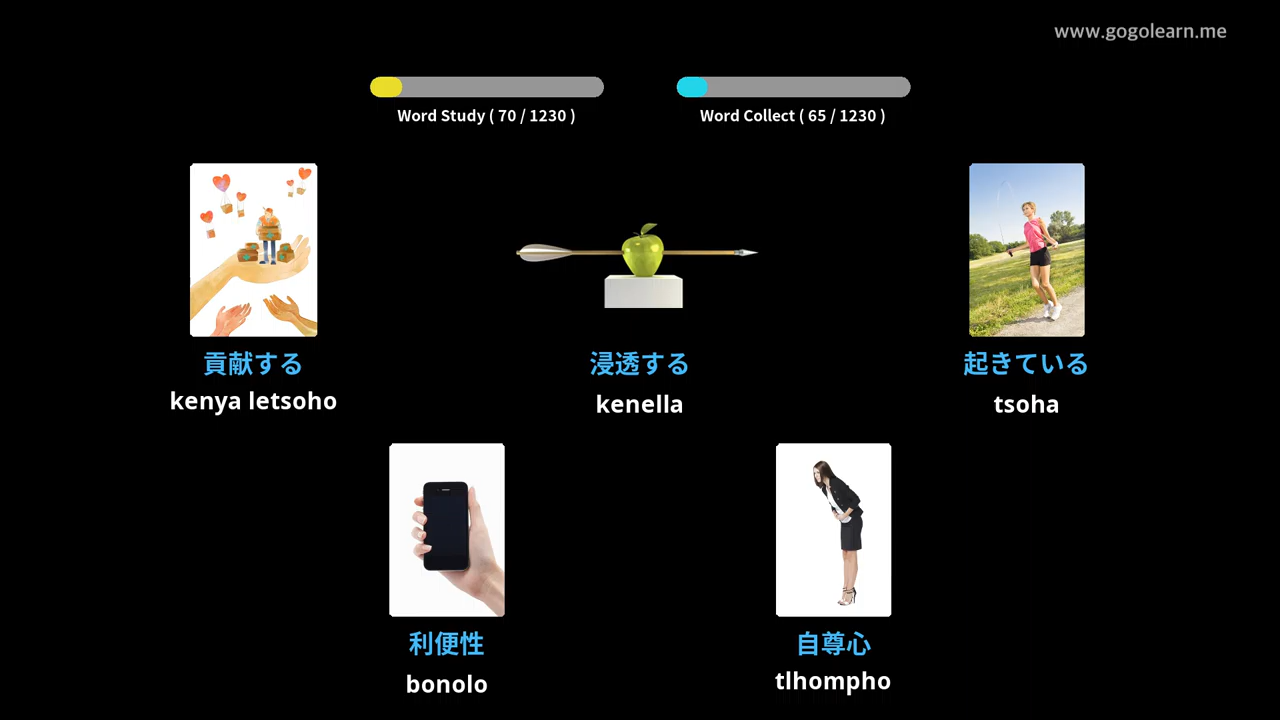 www.gogolearn.me
Word Study ( 70 / 1230 )
Word Collect ( 65 / 1230 )
貢献する
kenya letsoho
浸透する
kenella
起きている
tsoha
利便性
bonolo
自尊心
tlhompho